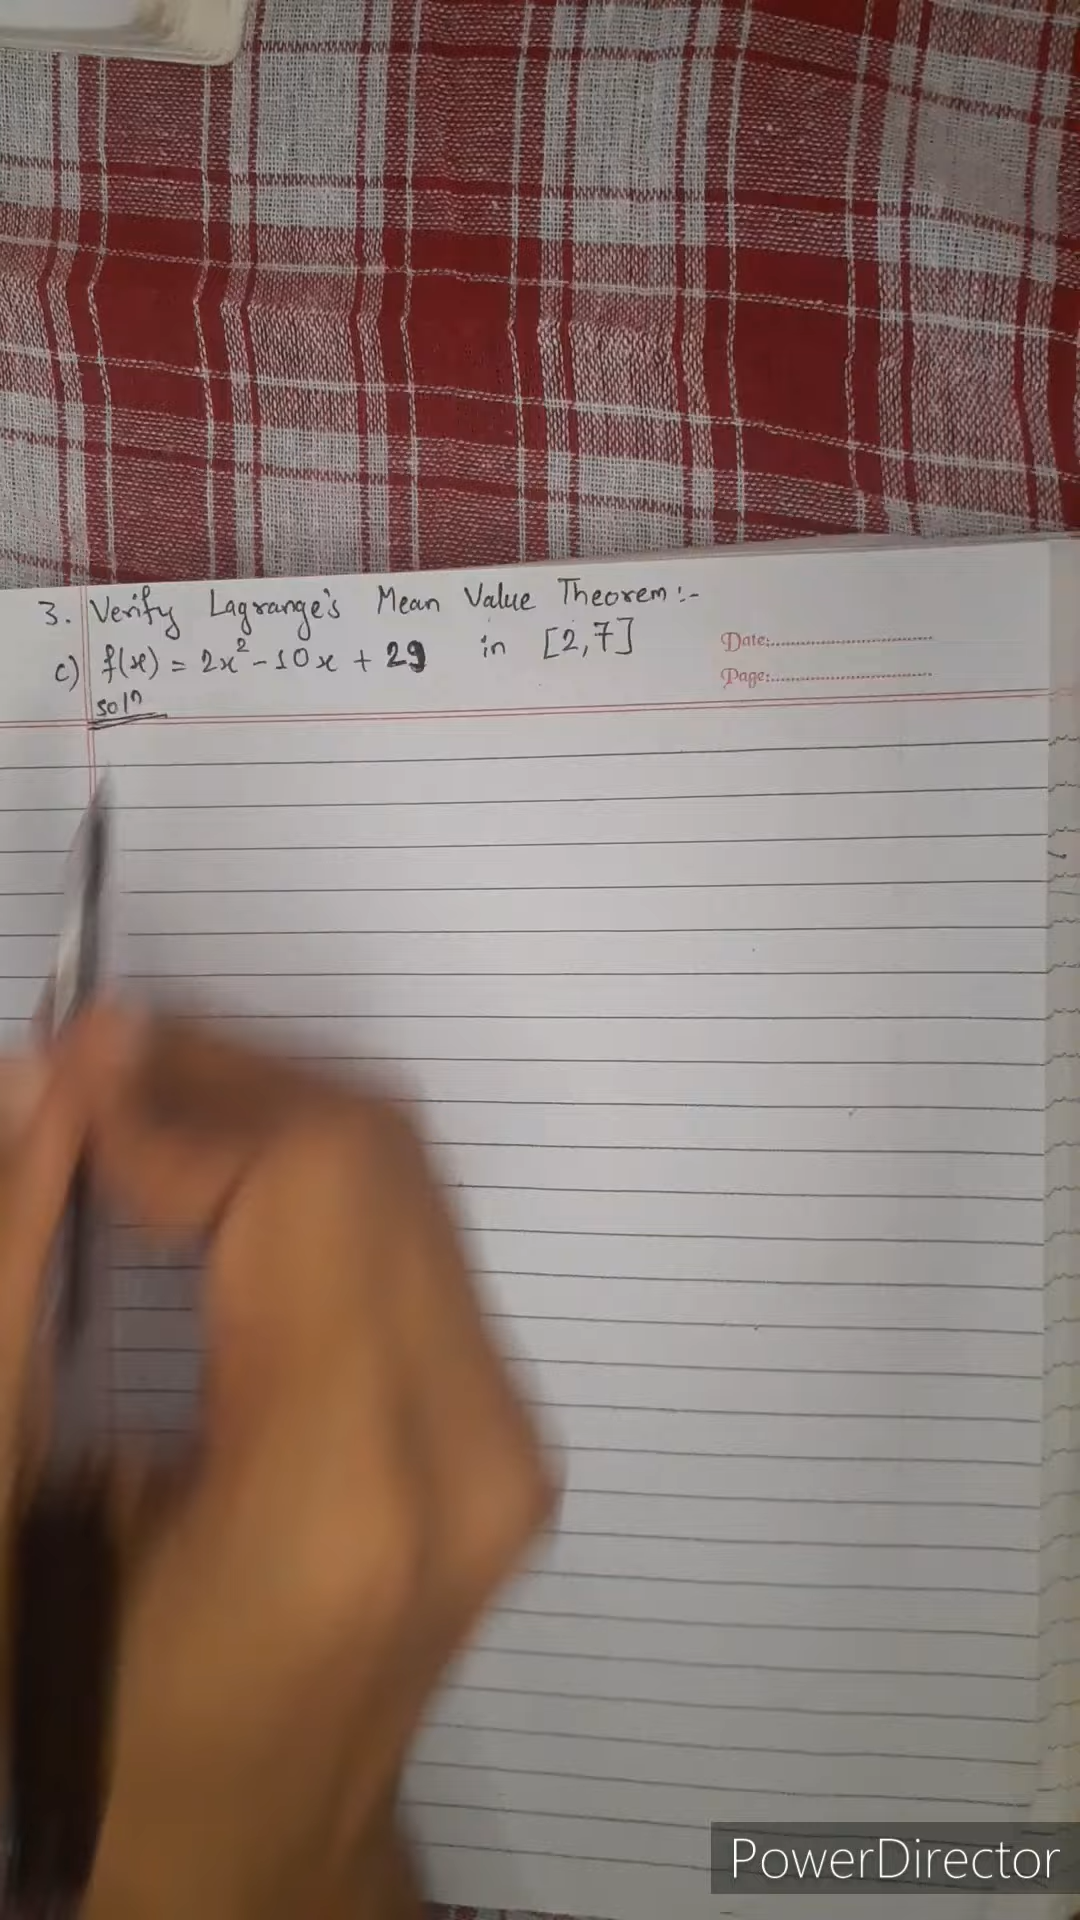 3. Verify Lagrange's Mean Value Theorem :-
c) f(x) = 2x² - 10x + 29 in [2,7]
Date:
Page:
soln
PowerDirector